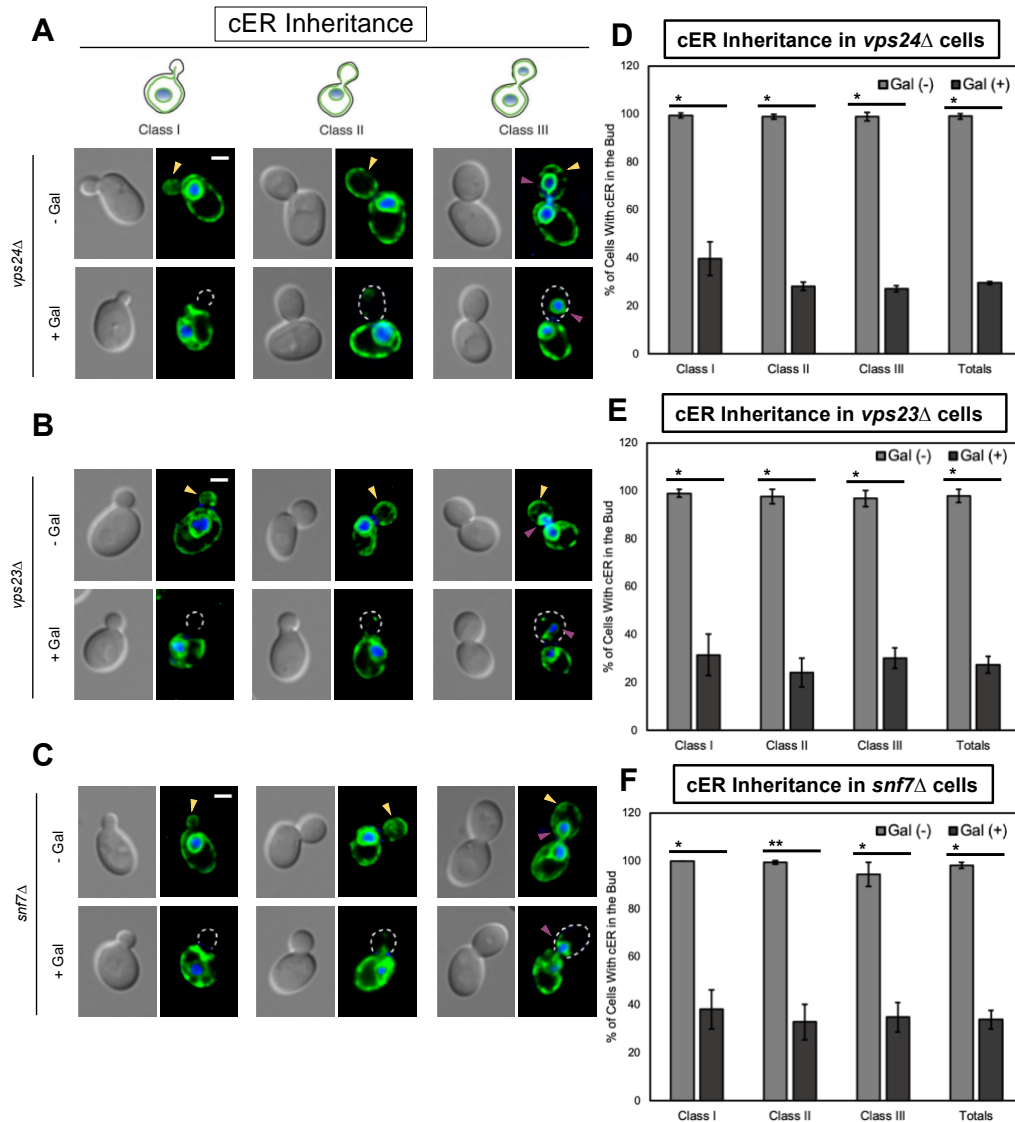 cER Inheritance
A
Class I
Class II
Class III
vps24Δ
- Gal
+ Gal
B
vps23Δ
- Gal
+ Gal
C
snf7Δ
- Gal
+ Gal
D
cER Inheritance in vps24Δ cells
% of Cells With cER in the Bud
120
100
80
60
40
20
0
Gal (-) Gal (+)
* * * *
Class I Class II Class III Totals
E
cER Inheritance in vps23Δ cells
% of Cells With cER in the Bud
120
100
80
60
40
20
0
Gal (-) Gal (+)
* * * *
Class I Class II Class III Totals
F
cER Inheritance in snf7Δ cells
% of Cells With cER in the Bud
120
100
80
60
40
20
0
Gal (-) Gal (+)
* ** * *
Class I Class II Class III Totals